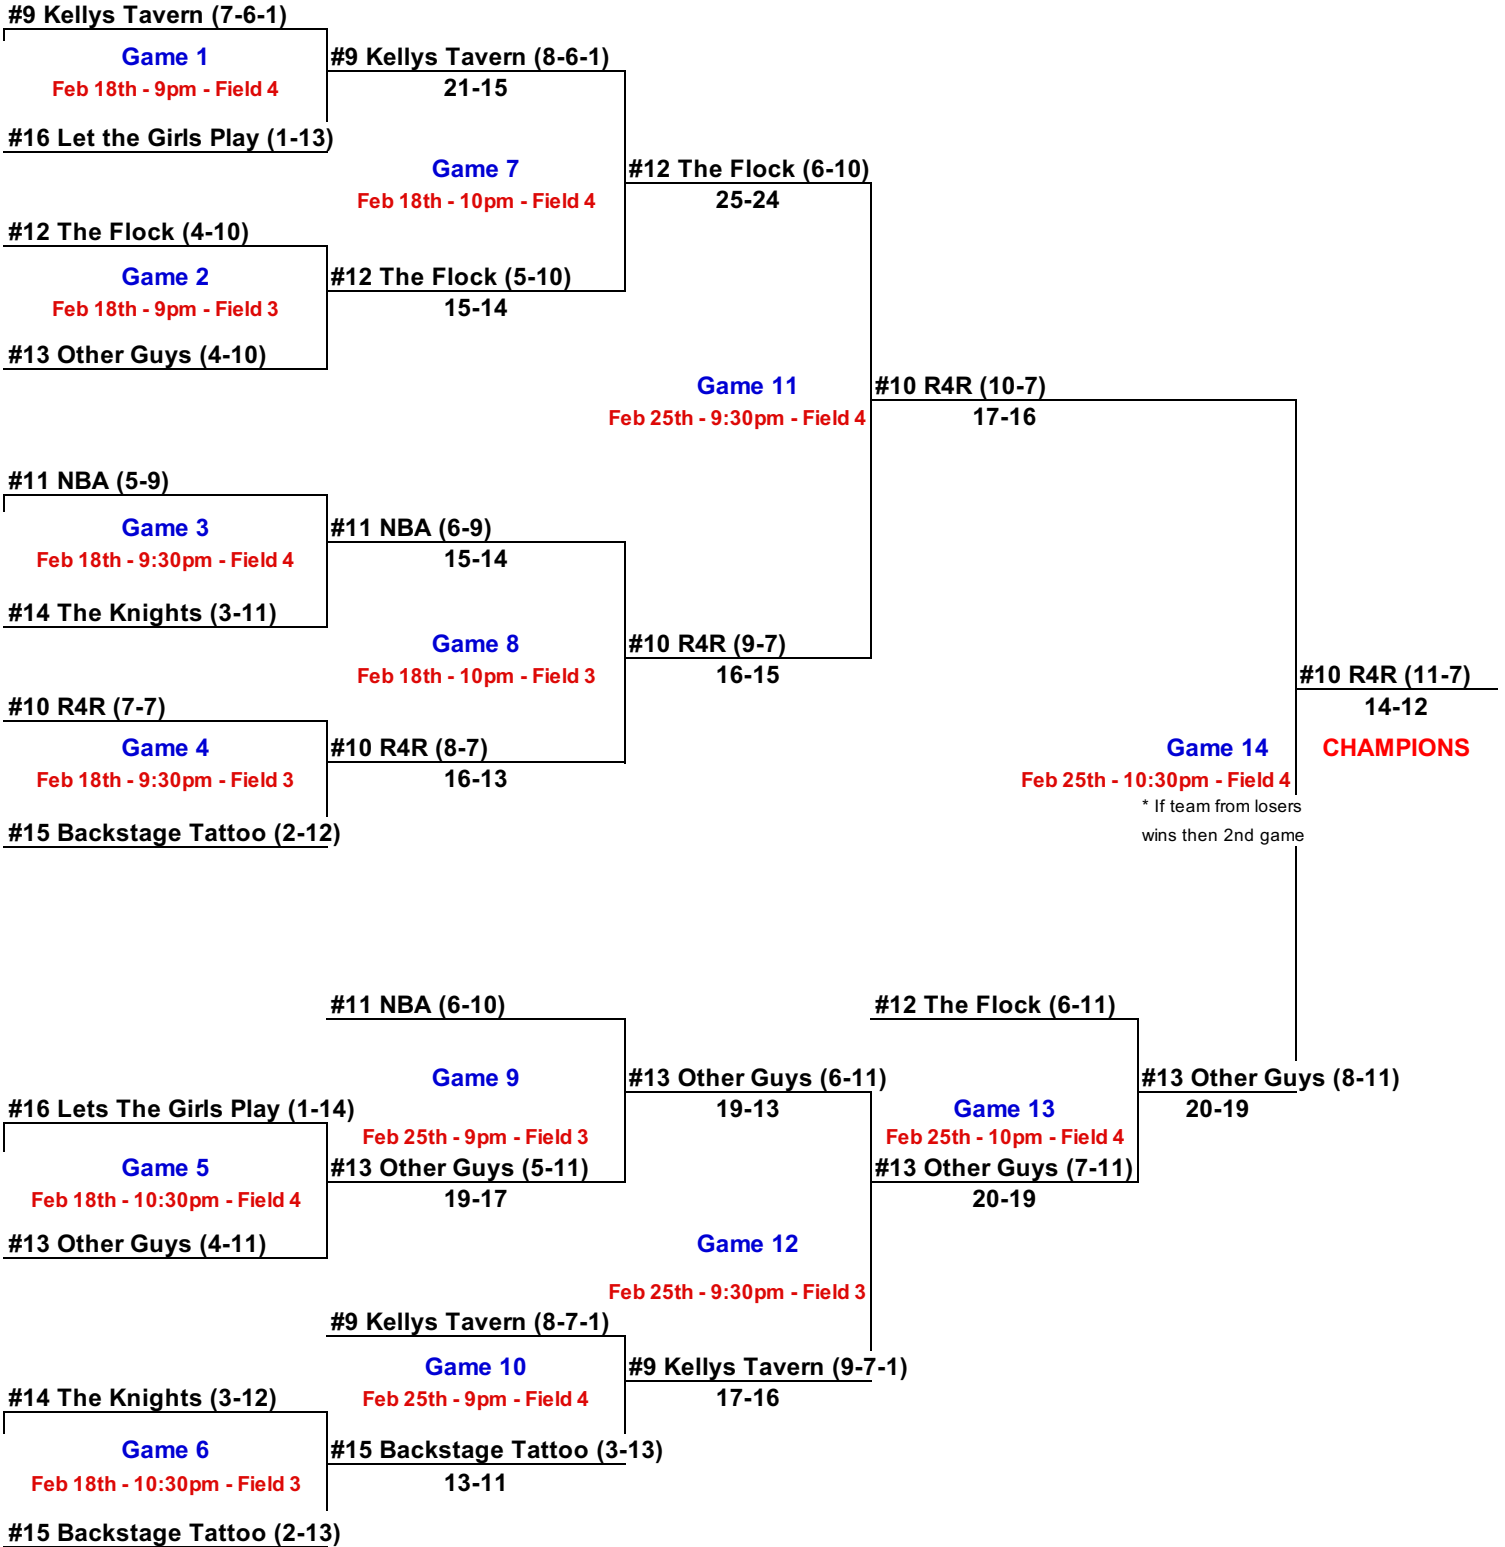 #9 Kellys Tavern (7-6-1)
Game 1
Feb 18th - 9pm - Field 4
#16 Let the Girls Play (1-13)
#9 Kellys Tavern (8-6-1)
21-15
Game 7
Feb 18th - 10pm - Field 4
#12 The Flock (6-10)
25-24
#12 The Flock (4-10)
Game 2
Feb 18th - 9pm - Field 3
#13 Other Guys (4-10)
#12 The Flock (5-10)
15-14
Game 11
Feb 25th - 9:30pm - Field 4
#10 R4R (10-7)
17-16
#11 NBA (5-9)
Game 3
Feb 18th - 9:30pm - Field 4
#14 The Knights (3-11)
#11 NBA (6-9)
15-14
Game 8
Feb 18th - 10pm - Field 3
#10 R4R (9-7)
16-15
#10 R4R (7-7)
Game 4
Feb 18th - 9:30pm - Field 3
#15 Backstage Tattoo (2-12)
#10 R4R (8-7)
16-13
Game 14
Feb 25th - 10:30pm - Field 4
* If team from losers
wins then 2nd game
#10 R4R (11-7)
14-12
CHAMPIONS
#11 NBA (6-10)
Game 9
Feb 25th - 9pm - Field 3
#13 Other Guys (6-11)
19-13
#12 The Flock (6-11)
Game 13
Feb 25th - 10pm - Field 4
#13 Other Guys (7-11)
20-19
#13 Other Guys (8-11)
20-19
#16 Lets The Girls Play (1-14)
Game 5
Feb 18th - 10:30pm - Field 4
#13 Other Guys (4-11)
#13 Other Guys (5-11)
19-17
Game 12
Feb 25th - 9:30pm - Field 3
#9 Kellys Tavern (8-7-1)
Game 10
Feb 25th - 9pm - Field 4
#9 Kellys Tavern (9-7-1)
17-16
#14 The Knights (3-12)
Game 6
Feb 18th - 10:30pm - Field 3
#15 Backstage Tattoo (2-13)
#15 Backstage Tattoo (3-13)
13-11